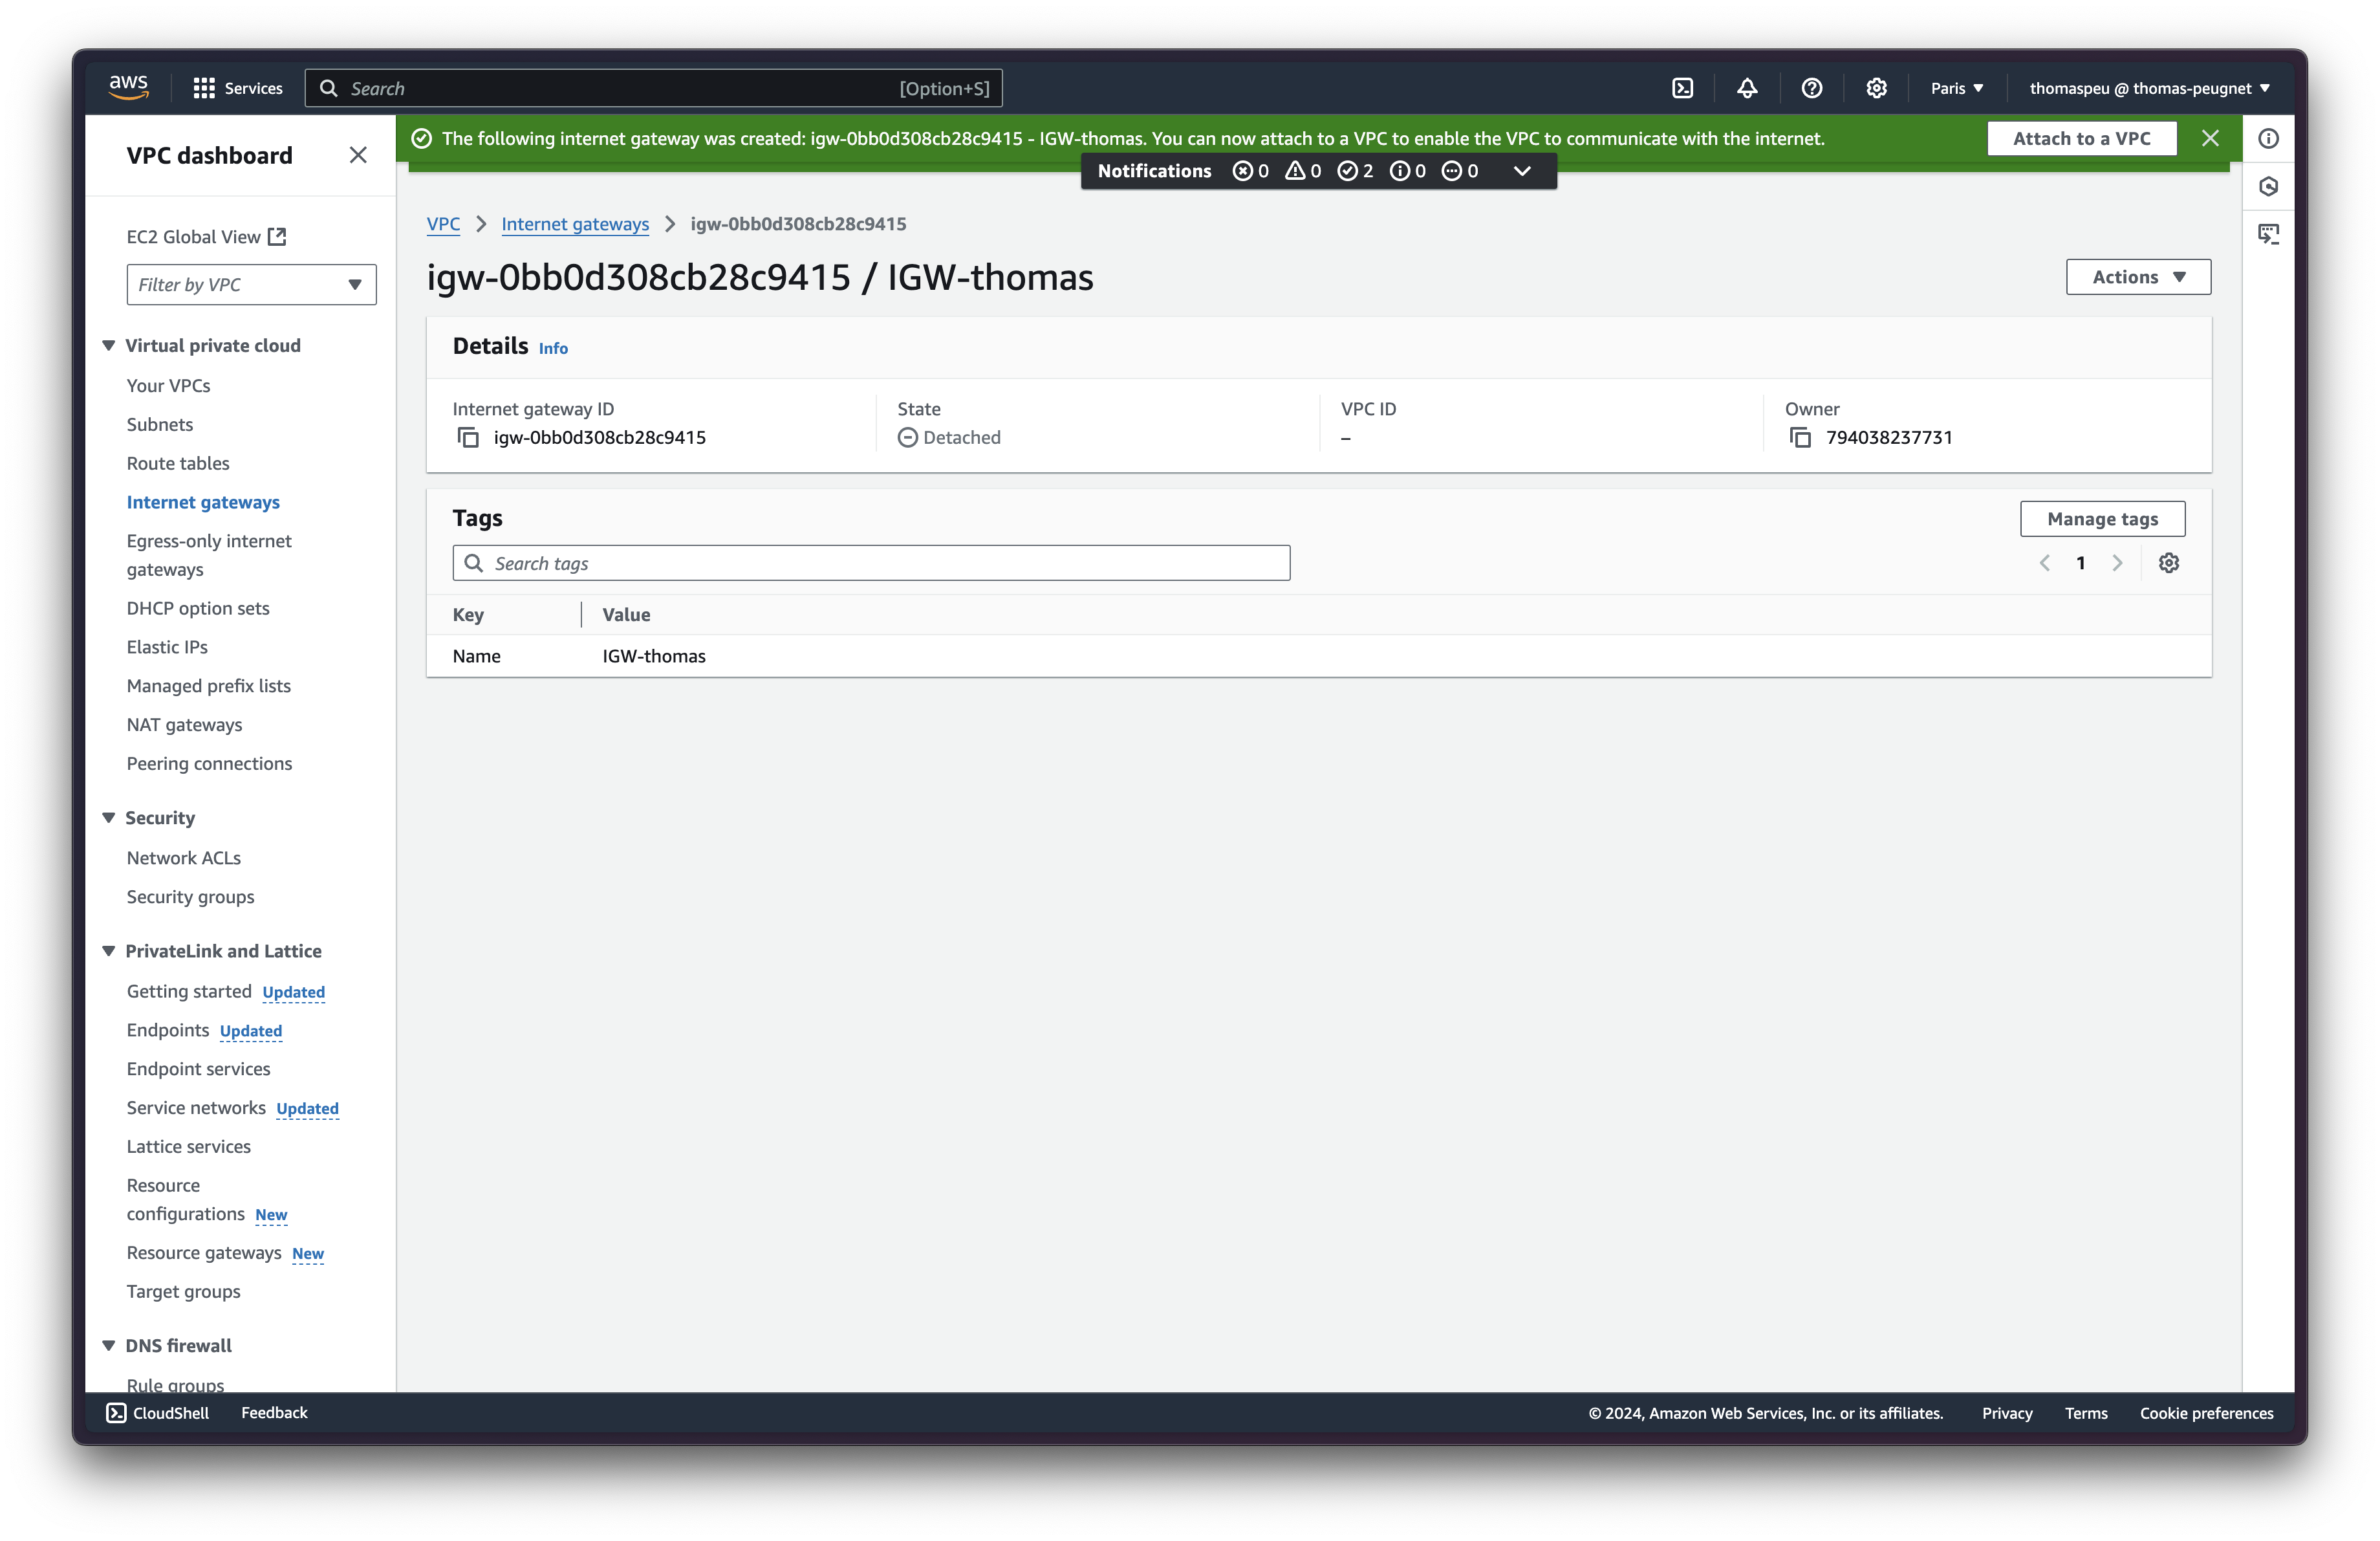 aws
Services
Search
[Option+S]
Paris ▼
thomaspeu @ thomas-peugnet ▼
The following internet gateway was created: igw-0bb0d308cb28c9415 - IGW-thomas. You can now attach to a VPC to enable the VPC to communicate with the internet.
Attach to a VPC
Notifications 0 0 2 0 0
VPC dashboard
EC2 Global View
Filter by VPC
Virtual private cloud
Your VPCs
Subnets
Route tables
Internet gateways
Egress-only internet
gateways
DHCP option sets
Elastic IPs
Managed prefix lists
NAT gateways
Peering connections
Security
Network ACLs
Security groups
PrivateLink and Lattice
Getting started Updated
Endpoints Updated
Endpoint services
Service networks Updated
Lattice services
Resource
configurations New
Resource gateways New
Target groups
DNS firewall
Rule groups
VPC > Internet gateways > igw-0bb0d308cb28c9415
igw-0bb0d308cb28c9415 / IGW-thomas
Actions ▼
Details Info
Internet gateway ID
igw-0bb0d308cb28c9415
State
Detached
VPC ID
–
Owner
794038237731
Tags
Manage tags
Search tags
1
Key Value
Name IGW-thomas
CloudShell
Feedback
© 2024, Amazon Web Services, Inc. or its affiliates.
Privacy
Terms
Cookie preferences